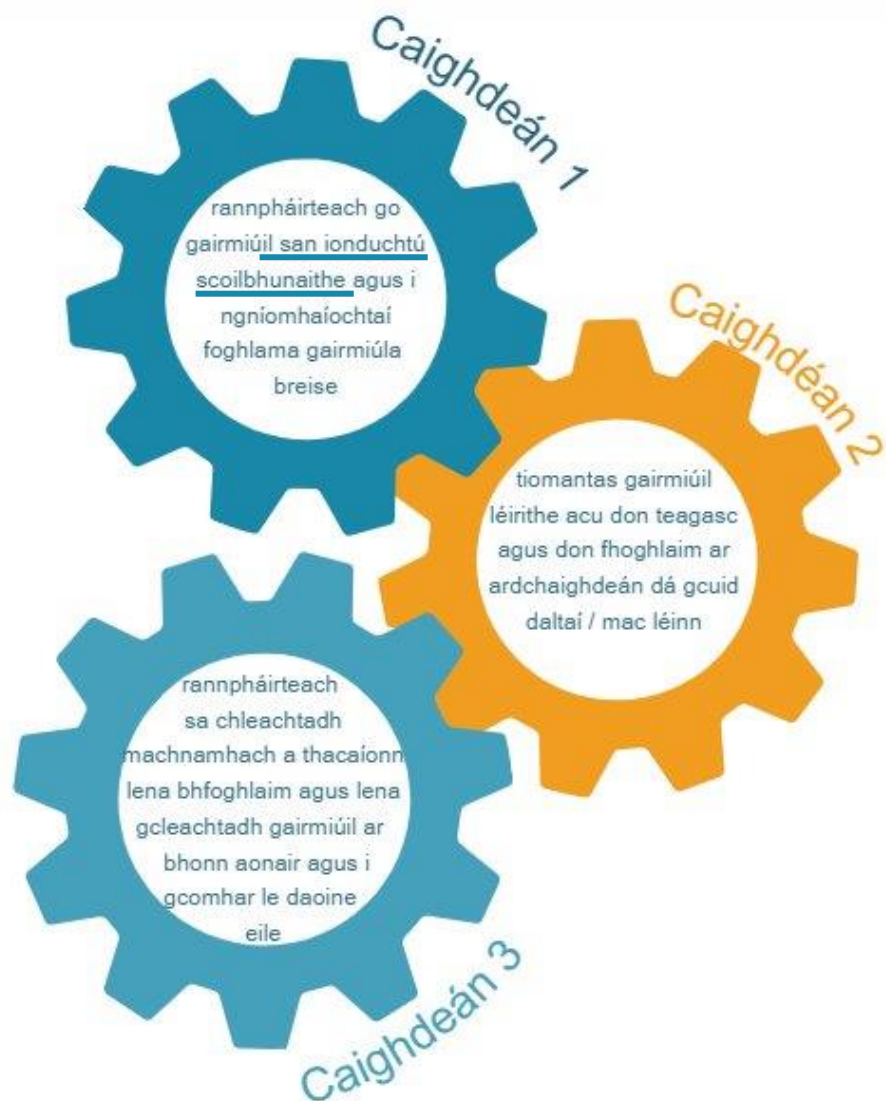 Caighdeán 1
rannpháirteach go
gairmiúil san ionduchtú
scoilbhunaithe agus i
ngníomhaíochtaí
foghlama gairmiúla
breise
Caighdéan 2
tiomantas gairmiúil
léirithe acu don teagasc
agus don fhoghlaim ar
ardchaighdeán dá gcuid
daltaí / mac léinn
rannpháirteach
sa chleachtadh
machnamhach a thacaíonn
lena bhfoghlaim agus lena
gcleachtadh gairmiúil ar
bhonn aonair agus i
gcomhar le daoine
eile
Caighdeán 3